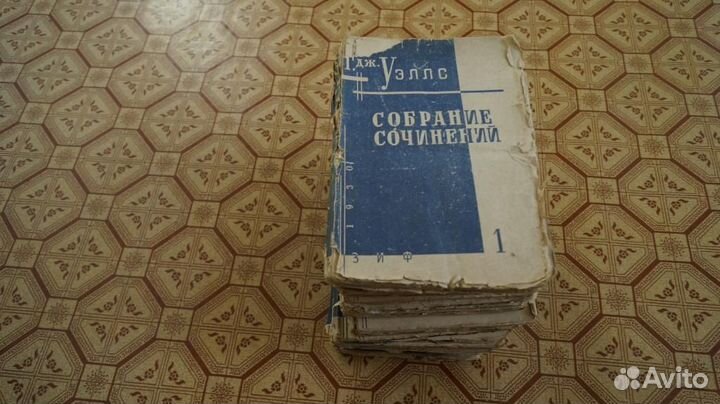 Г. Дж. Уэллс
СОБРАНИЕ
СОЧИНЕНИЙ
1930
ЗИФ
1
Avito